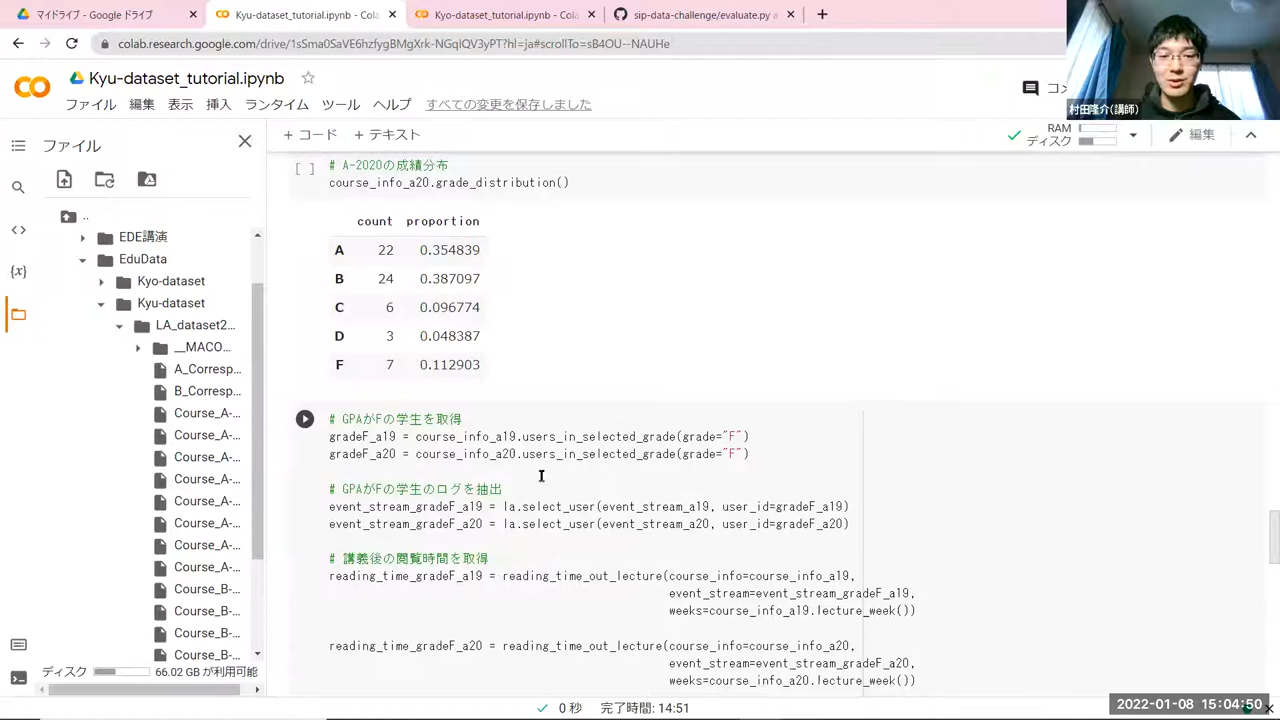 マイドライブ - Google ドライブ
Kyu-dataset_tutorial.ipynb - Cola
Kyo-dataset_tutorial.ipynb - Cola
sip-data-challenge/evaluate.py a
colab.research.google.com/drive/1sSma0SaVE6hzfygBMgXrk-NGqIQV3yPT?hl=ja#scrollTo=sB4OU--NAUHe
Kyu-dataset_tutorial.ipynb
ファイル 編集 表示 挿入 ランタイム ツール ヘルプ すべての変更を保存しました
コメ
村田隆介(講師)
ファイル
+ コード + テキスト
RAM
ディスク
編集
..
EDE講演
EduData
Kyo-dataset
Kyu-dataset
LA_dataset2...
__MACO...
A_Corresp...
B_Corresp...
Course_A-...
Course_A-...
Course_A-...
Course_A-...
Course_A-...
Course_A-...
Course_A-...
Course_A-...
Course_B-...
Course_B-...
Course_B-...
Course_B-...
ディスク 66.02 GB が利用可能
[ ] # A-2020の成績分布
course_info_a20.grade_distribution()
count proportion
A 22 0.354839
B 24 0.387097
C 6 0.096774
D 3 0.048387
F 7 0.112903
# GPAがFの学生を取得
gradeF_a19 = course_info_a19.users_in_selected_grade(grade="F")
gradeF_a20 = course_info_a20.users_in_selected_grade(grade="F")
# GPAがFの学生のログを抽出
event_stream_gradeF_a19 = la.select_user(event_stream_a19, user_id=gradeF_a19)
event_stream_gradeF_a20 = la.select_user(event_stream_a20, user_id=gradeF_a20)
# 講義後の閲覧時間を取得
reading_time_gradeF_a19 = reading_time_out_lecture(course_info=course_info_a19,
event_stream=event_stream_gradeF_a19,
weeks=course_info_a19.lecture_week())
reading_time_gradeF_a20 = reading_time_out_lecture(course_info=course_info_a20,
event_stream=event_stream_gradeF_a20,
weeks=course_info_a20.lecture_week())
0 秒 完了時間: 14:51
2022-01-08 15:04:50